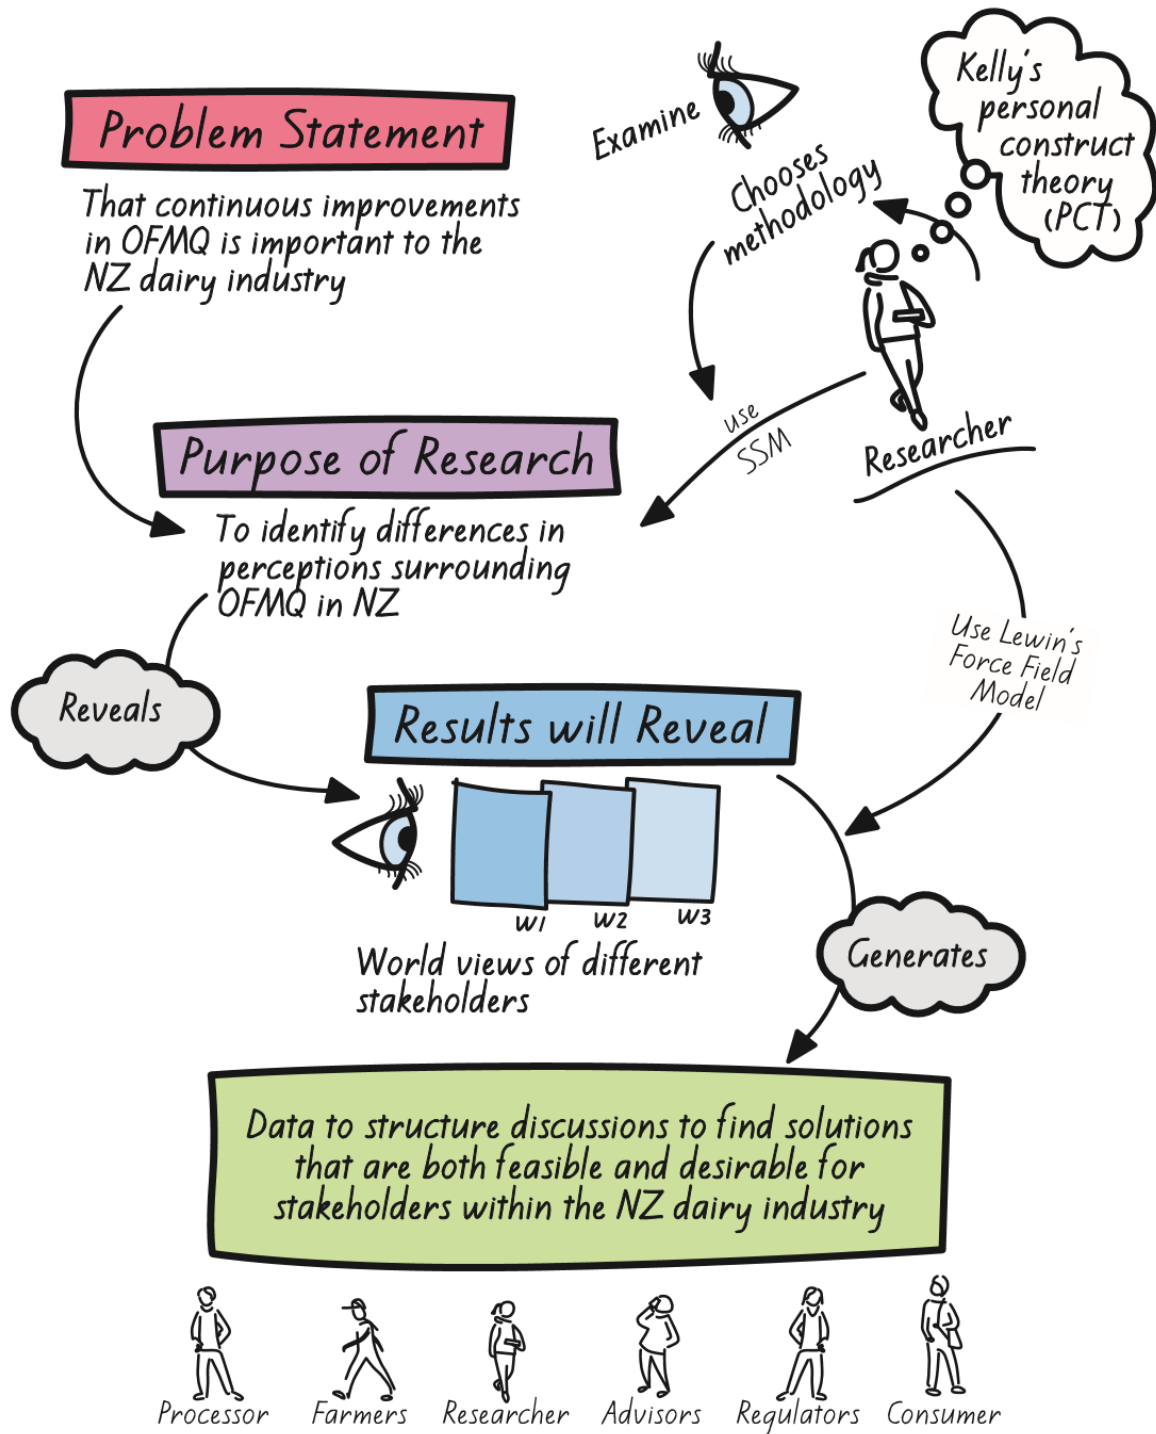 Problem Statement
That continuous improvements
in OFMQ is important to the
NZ dairy industry
Examine
Chooses
methodology
Kelly's
personal
construct
theory
(PCT)
use
SSM
Researcher
Purpose of Research
To identify differences in
perceptions surrounding
OFMQ in NZ
Use Lewin's
Force Field
Model
Reveals
Results will Reveal
W1 W2 W3
World views of different
stakeholders
Generates
Data to structure discussions to find solutions
that are both feasible and desirable for
stakeholders within the NZ dairy industry
Processor Farmers Researcher Advisors Regulators Consumer